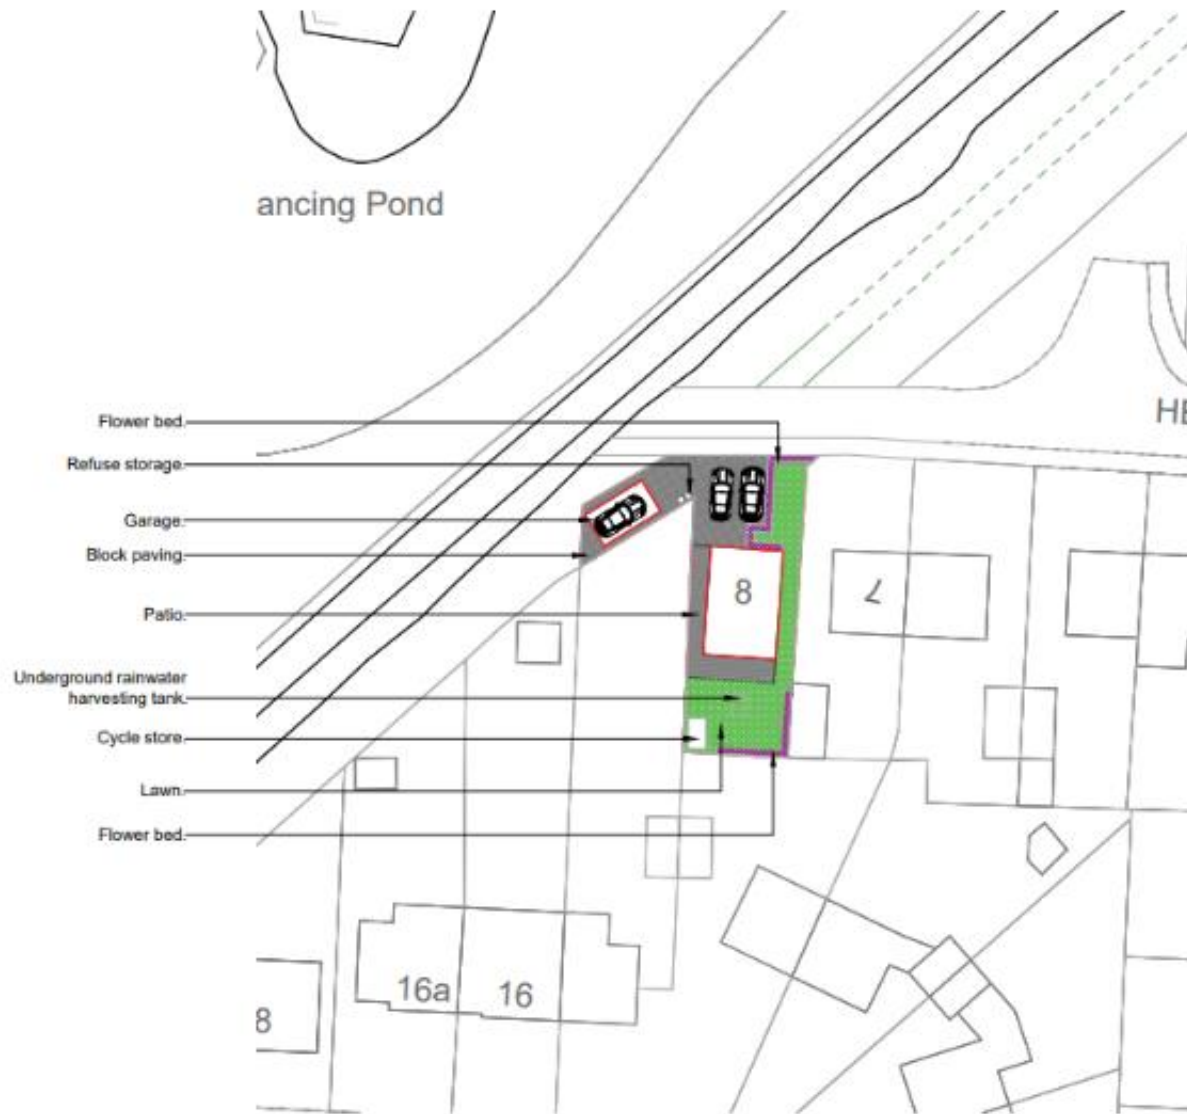 ancing Pond
HE
Flower bed.
Refuse storage.
Garage.
Block paving.
Patio.
Underground rainwater
harvesting tank.
Cycle store.
Lawn.
Flower bed.
8
7
16a
16
8